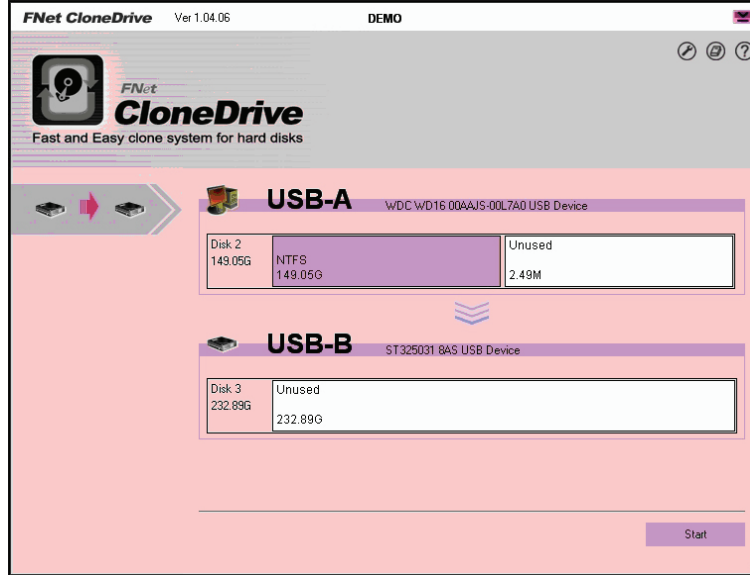 FNet CloneDrive Ver 1.04.06 DEMO
FNet
CloneDrive
Fast and Easy clone system for hard disks
USB-A WDC WD16 00AAJS-00L7A0 USB Device
Disk 2
149.05G
NTFS
149.05G
Unused
2.49M
USB-B ST325031 8AS USB Device
Disk 3
232.89G
Unused
232.89G
Start